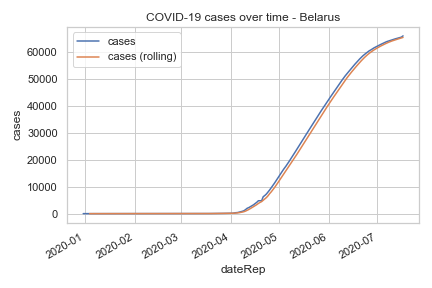 COVID-19 cases over time - Belarus
cases
cases (rolling)
60000
50000
40000
30000
20000
10000
0
cases
2020-01
2020-02
2020-03
2020-04
2020-05
2020-06
2020-07
dateRep